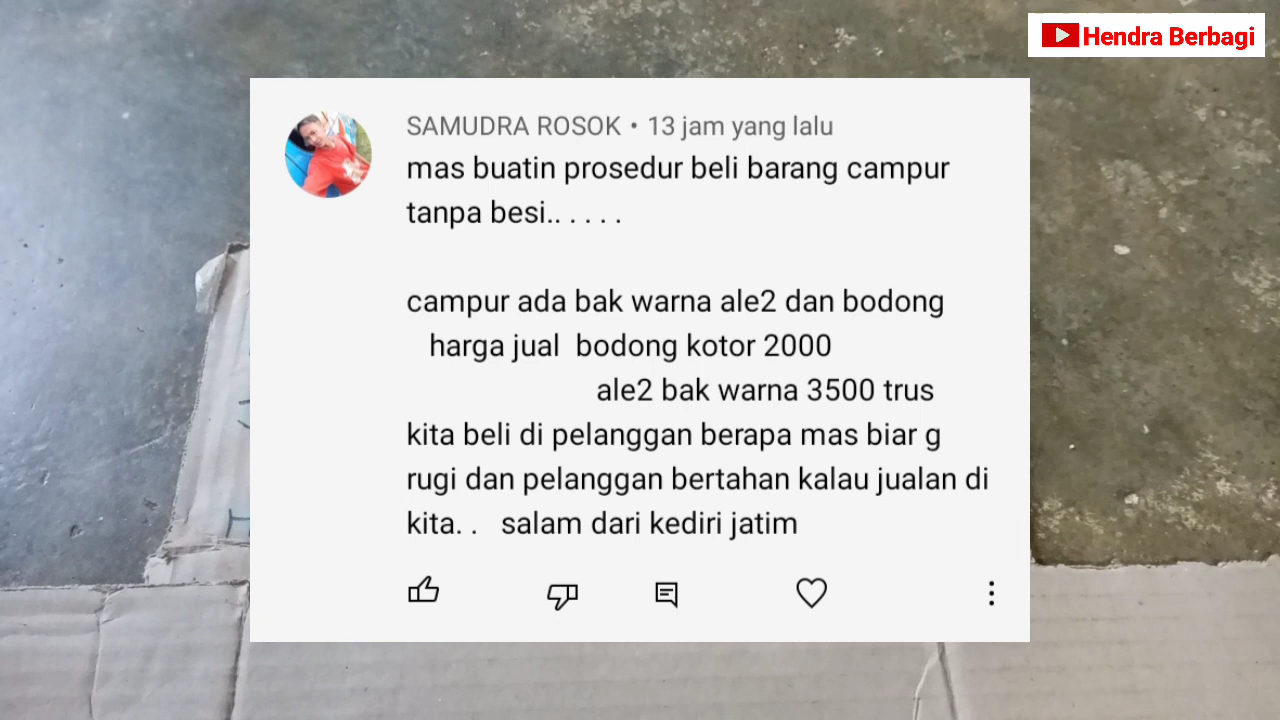 Hendra Berbagi
SAMUDRA ROSOK • 13 jam yang lalu
mas buatin prosedur beli barang campur
tanpa besi.. . . . .
campur ada bak warna ale2 dan bodong
harga jual bodong kotor 2000
ale2 bak warna 3500 trus
kita beli di pelanggan berapa mas biar g
rugi dan pelanggan bertahan kalau jualan di
kita. . salam dari kediri jatim